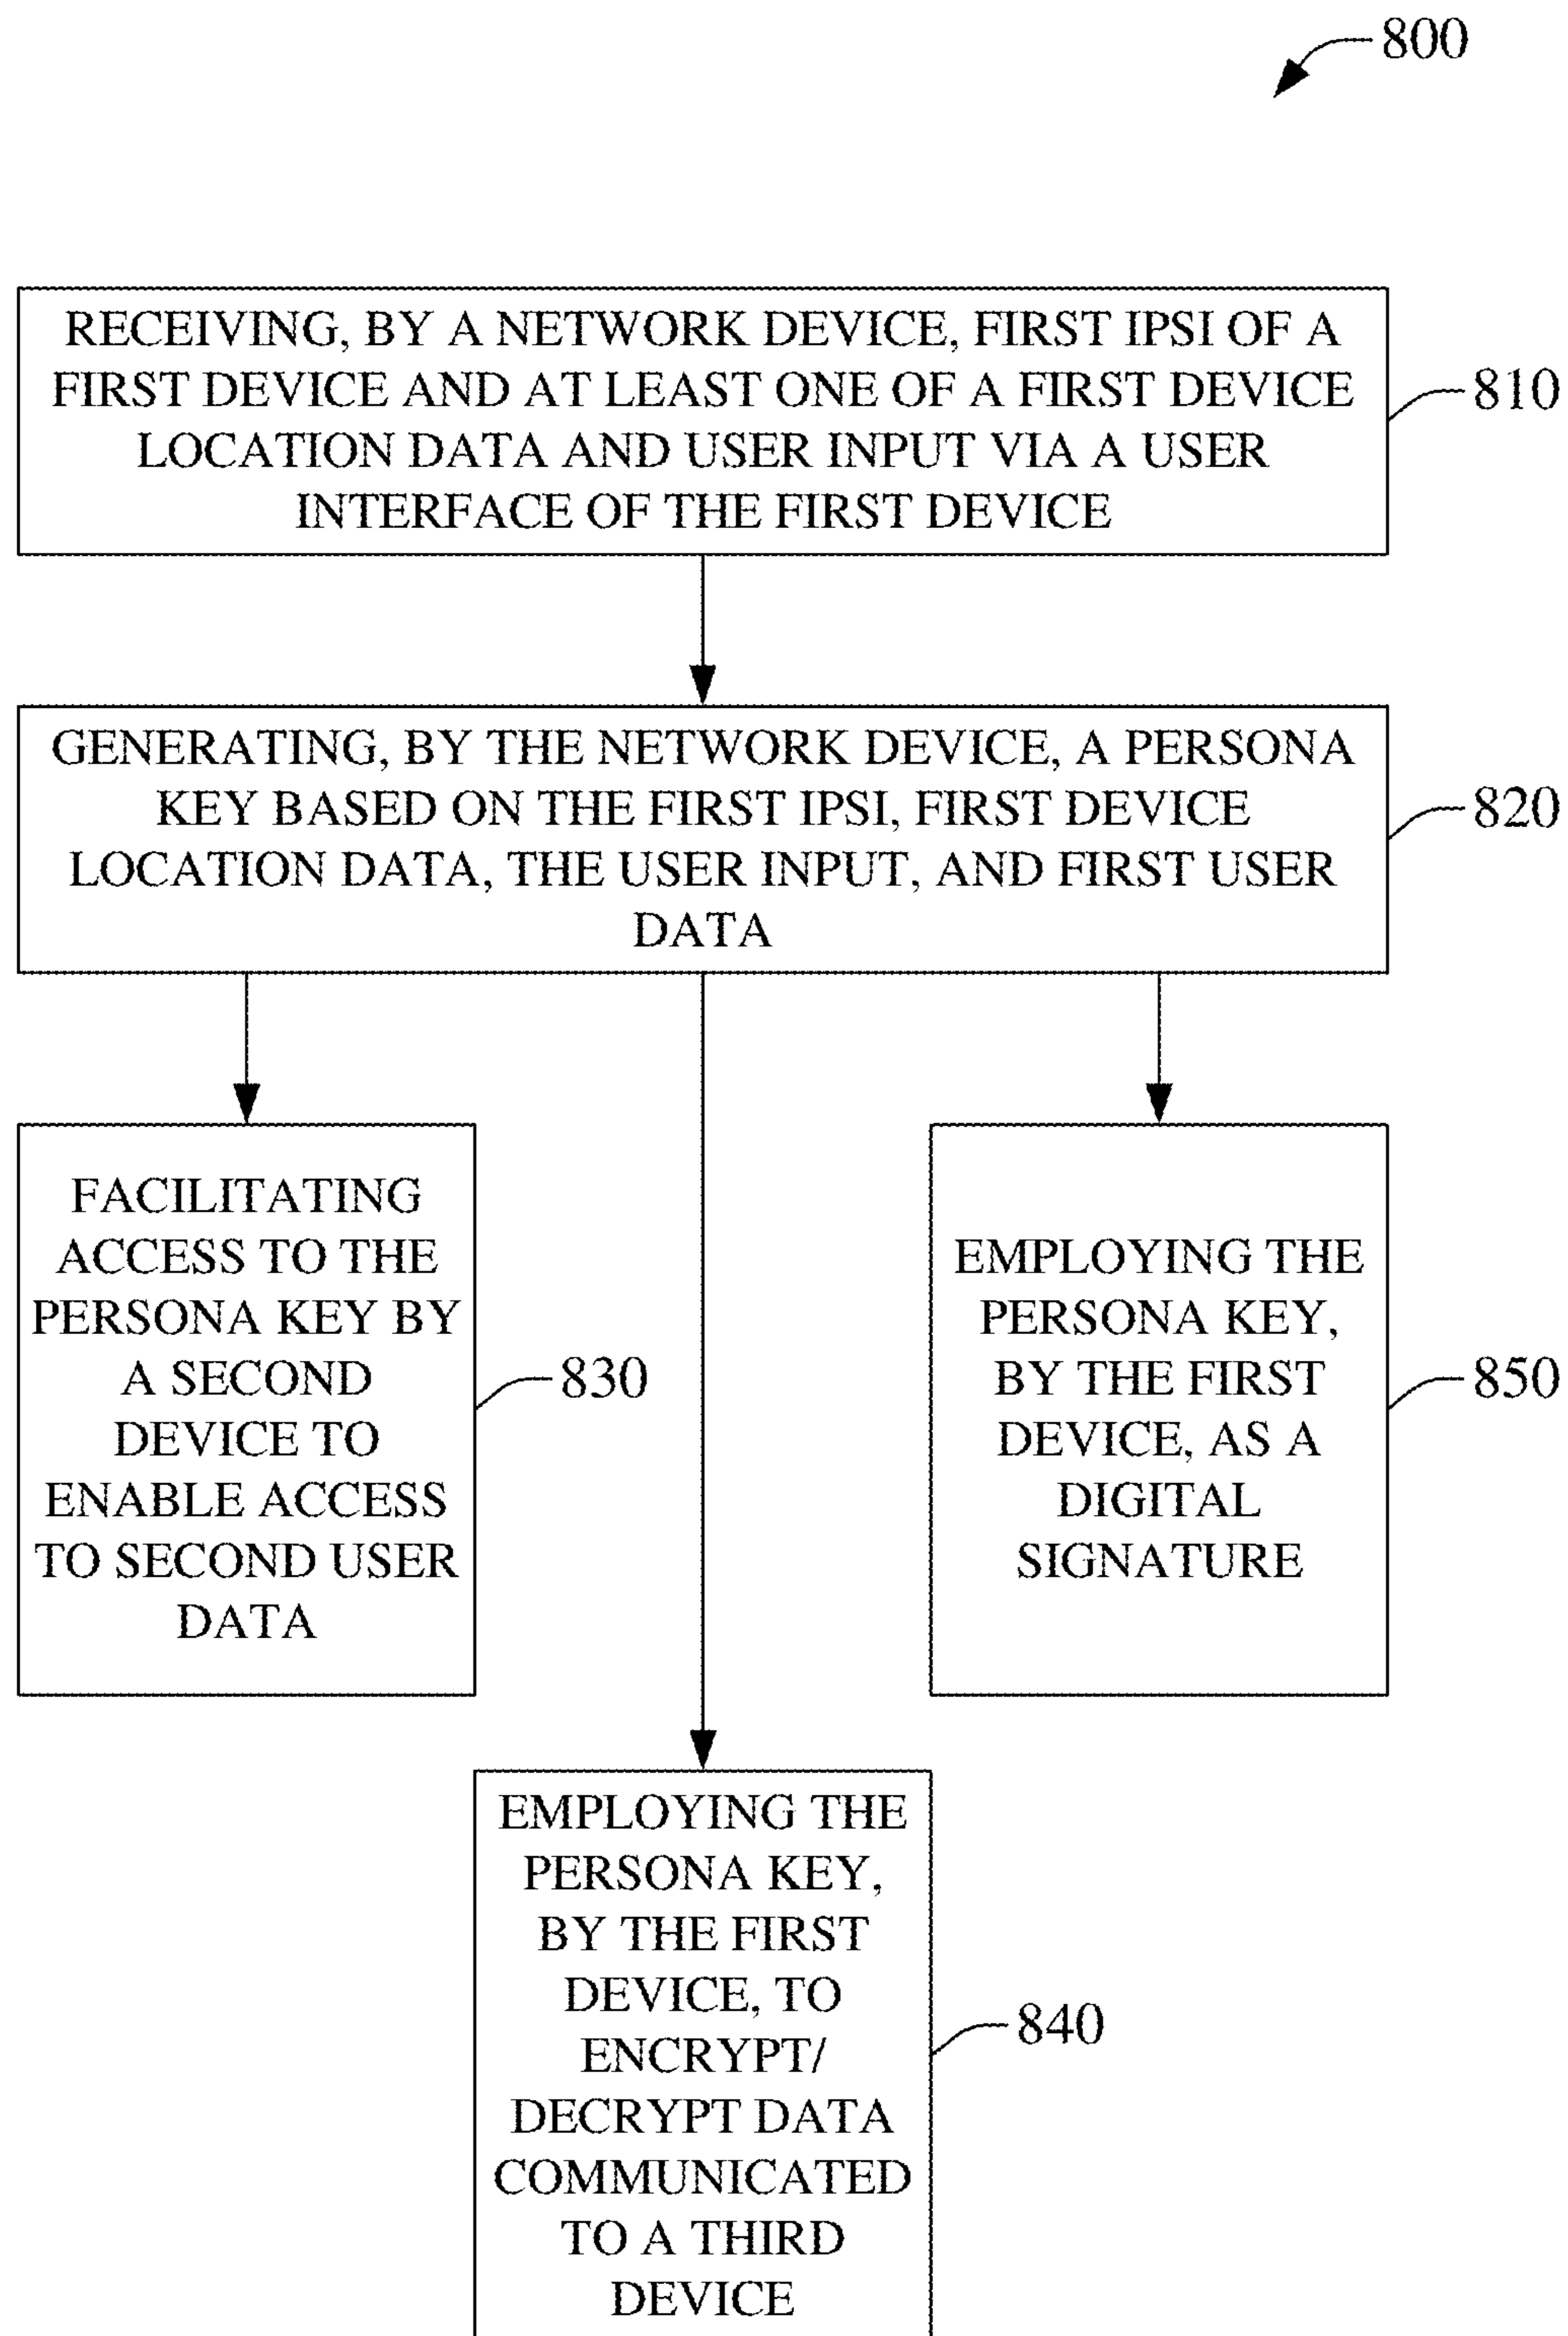 800
RECEIVING, BY A NETWORK DEVICE, FIRST IPSI OF A
FIRST DEVICE AND AT LEAST ONE OF A FIRST DEVICE
LOCATION DATA AND USER INPUT VIA A USER
INTERFACE OF THE FIRST DEVICE
810
GENERATING, BY THE NETWORK DEVICE, A PERSONA
KEY BASED ON THE FIRST IPSI, FIRST DEVICE
LOCATION DATA, THE USER INPUT, AND FIRST USER
DATA
820
FACILITATING
ACCESS TO THE
PERSONA KEY BY
A SECOND
DEVICE TO
ENABLE ACCESS
TO SECOND USER
DATA
830
EMPLOYING THE
PERSONA KEY,
BY THE FIRST
DEVICE, AS A
DIGITAL
SIGNATURE
850
EMPLOYING THE
PERSONA KEY,
BY THE FIRST
DEVICE, TO
ENCRYPT/
DECRYPT DATA
COMMUNICATED
TO A THIRD
DEVICE
840